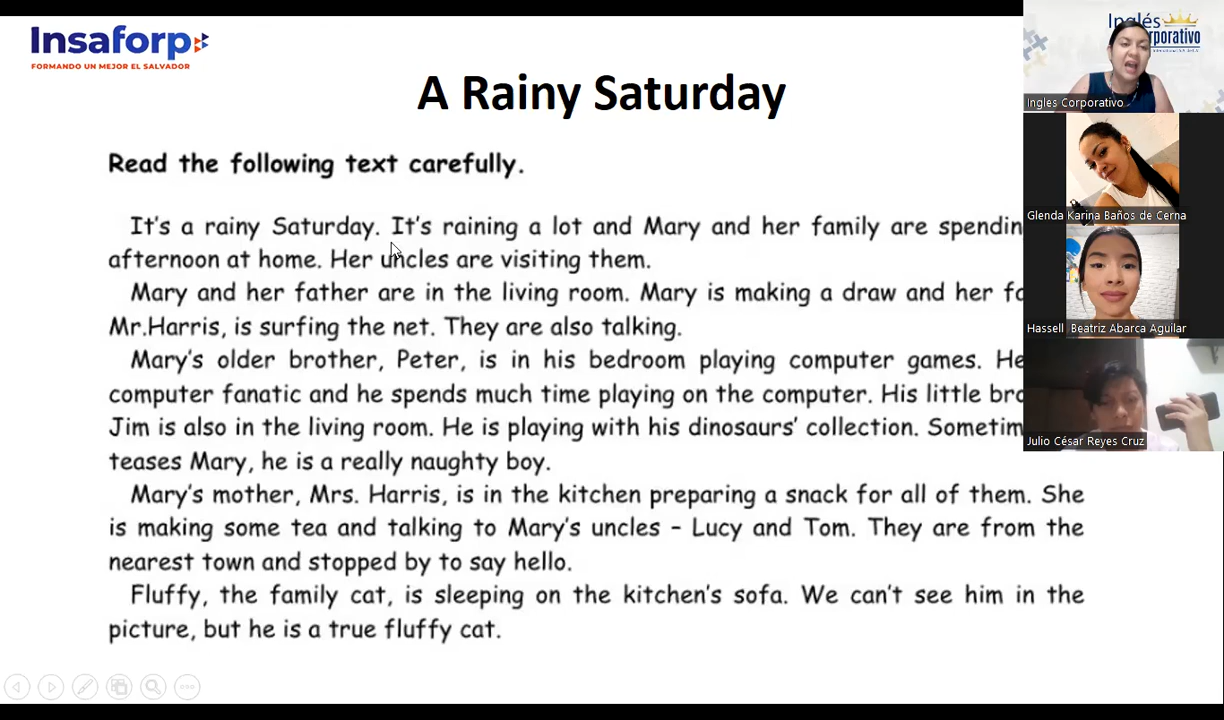 Insaforp
FORMANDO UN MEJOR EL SALVADOR
A Rainy Saturday
Read the following text carefully.
It's a rainy Saturday. It's raining a lot and Mary and her family are
afternoon at home. Her uncles are visiting them.
Mary and her father are in the living room. Mary is making a draw and her
Mr.Harris, is surfing the net. They are also talking.
Mary's older brother, Peter, is in his bedroom playing computer games. He
computer fanatic and he spends much time playing on the computer. His little
Jim is also in the living room. He is playing with his dinosaurs' collection.
teases Mary, he is a really naughty boy.
Mary's mother, Mrs. Harris, is in the kitchen preparing a snack for all of them. She
is making some tea and talking to Mary's uncles – Lucy and Tom. They are from the
nearest town and stopped by to say hello.
Fluffy, the family cat, is sleeping on the kitchen's sofa. We can't see him in the
picture, but he is a true fluffy cat.
Inglés
Ingles Corporativo
Glenda Karina Baños de Cerna
Hassell Beatriz Abarca Aguilar
Julio César Reyes Cruz